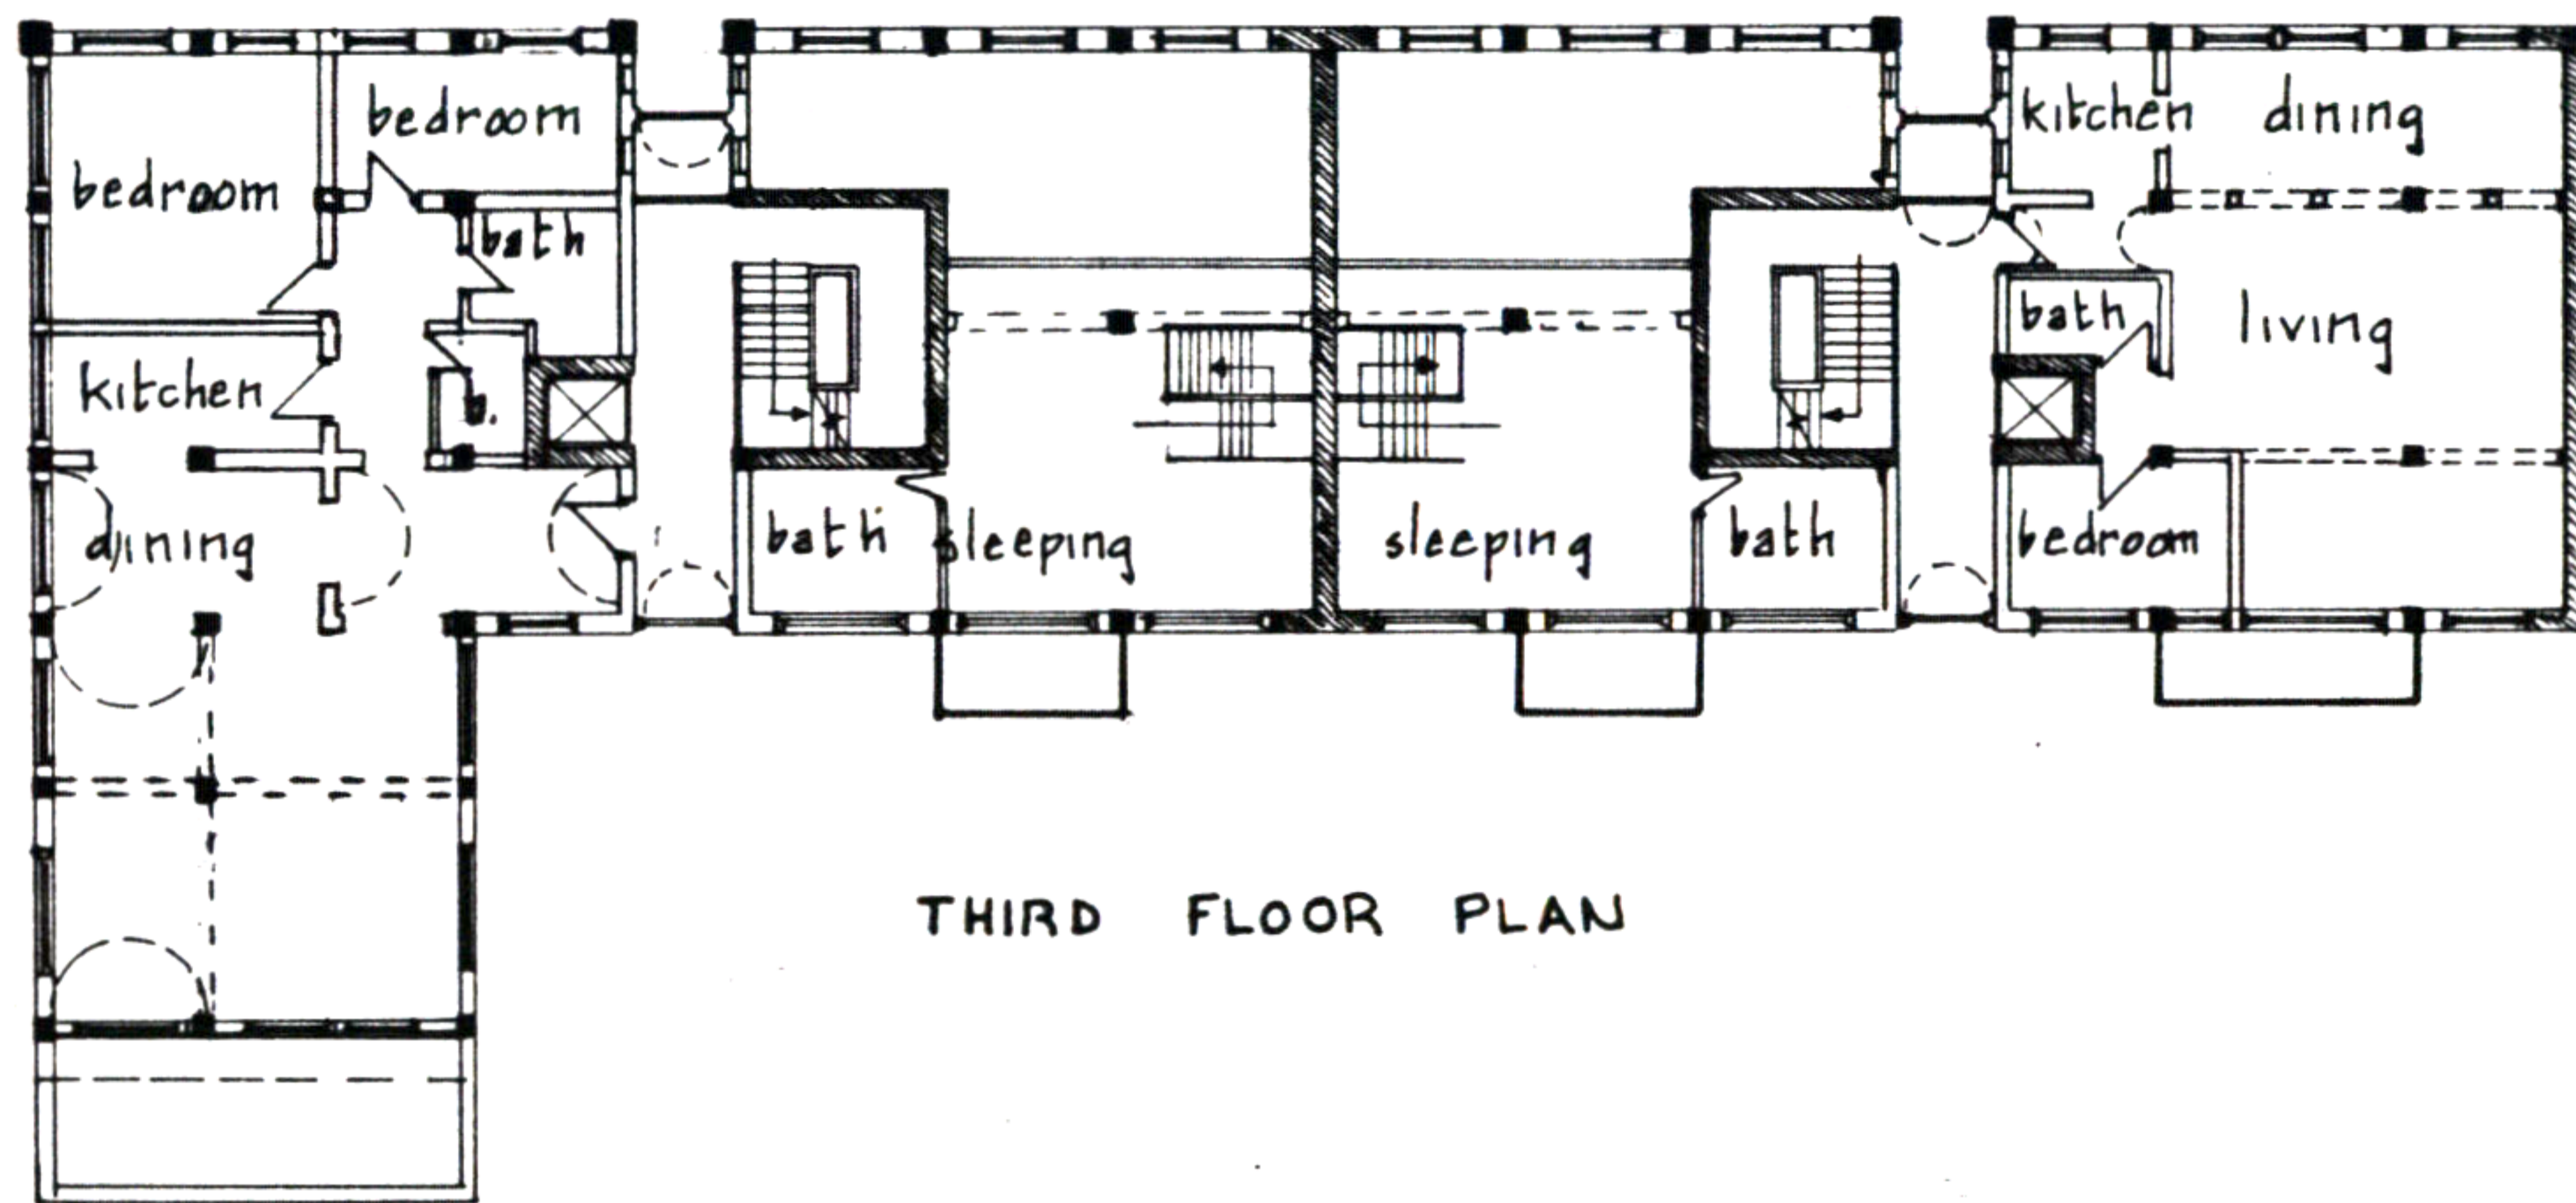 bedroom
bedroom
bath
kitchen
b.
dining
bath
sleeping
sleeping
bath
kitchen
dining
bath
living
bedroom
THIRD FLOOR PLAN